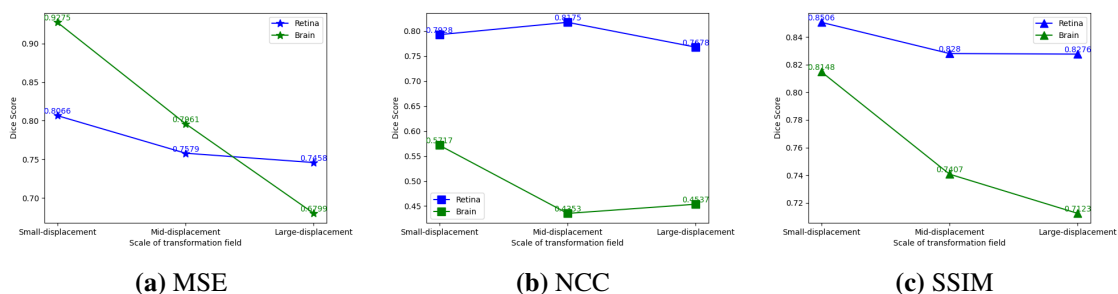 0.9275
Retina
Brain
0.90
0.85
0.80
0.75
0.70
Dice Score
0.8066
0.7961
0.7579
0.7458
0.6799
Small-displacement Mid-displacement Large-displacement
Scale of transformation field
(a) MSE
0.80
0.75
0.70
0.65
0.60
0.55
0.50
0.45
Dice Score
0.7928
0.8175
0.7678
0.5717
0.4537
Retina
Brain
Small-displacement Mid-displacement Large-displacement
Scale of transformation field
(b) NCC
0.8506
Retina
Brain
0.84
0.82
0.80
0.78
0.76
0.74
0.72
Dice Score
0.828
0.8276
0.8148
0.7407
0.7123
Small-displacement Mid-displacement Large-displacement
Scale of transformation field
(c) SSIM